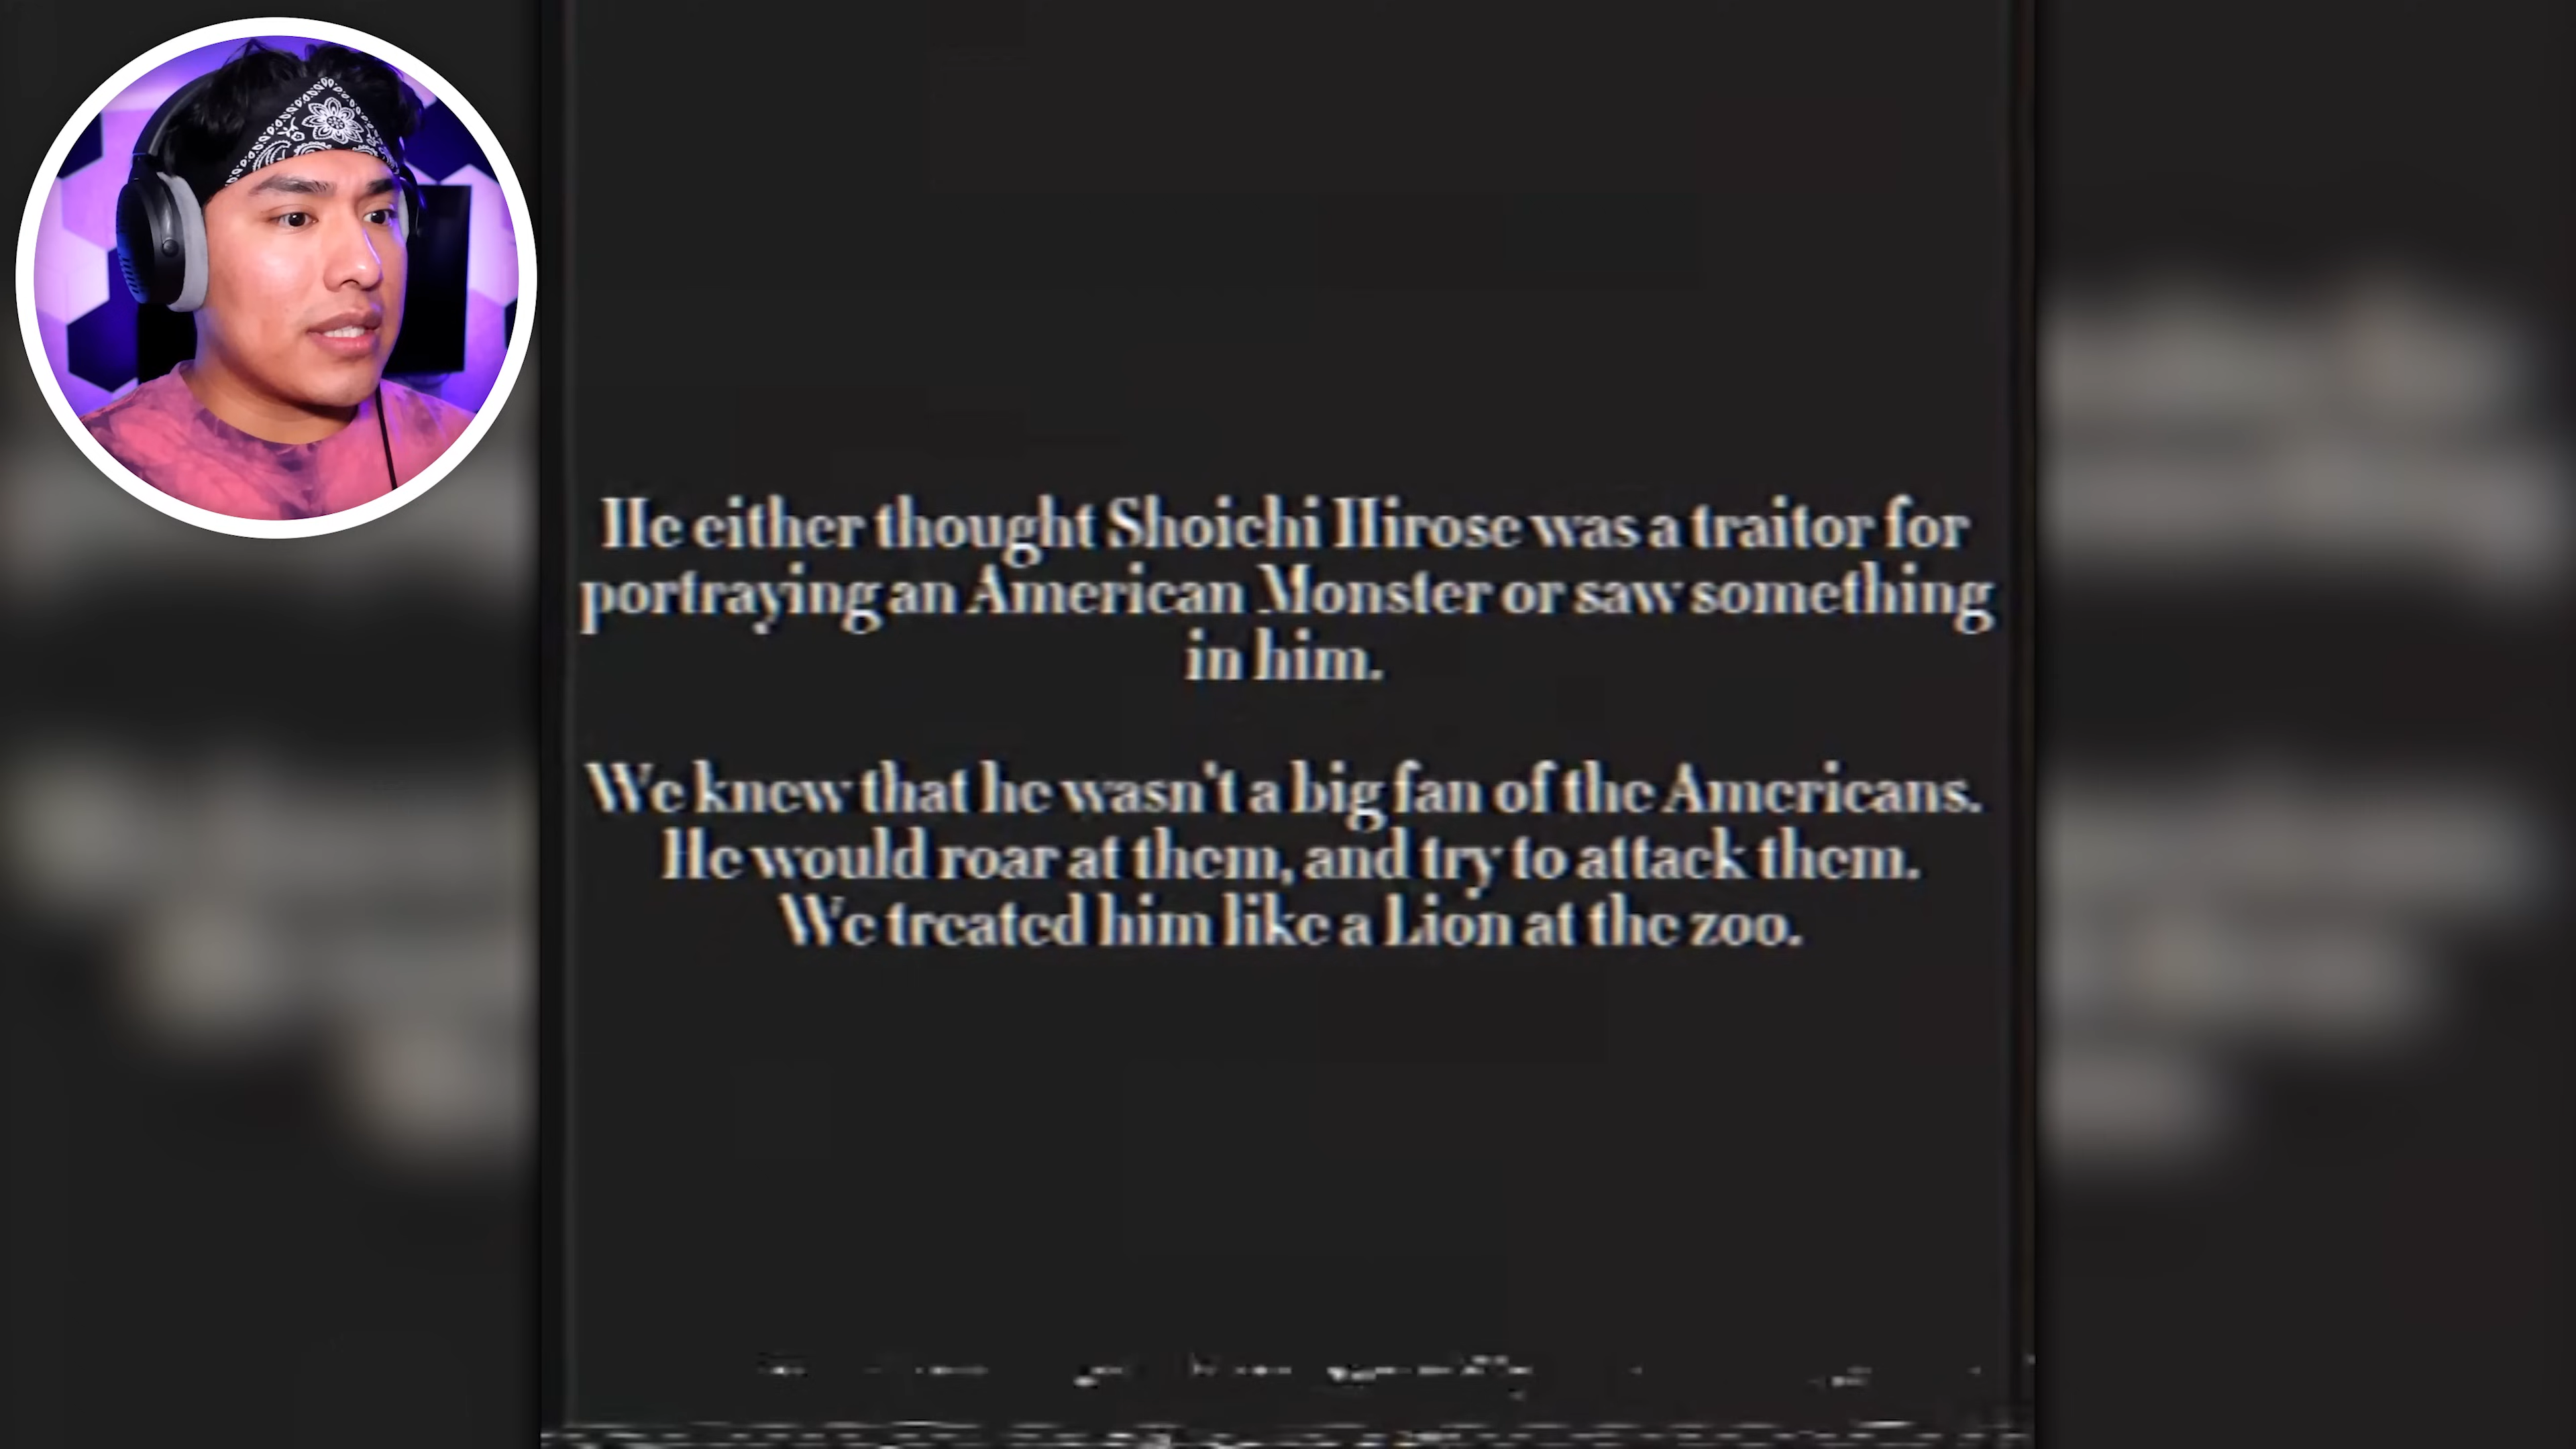 He either thought Shoichi Hirose was a traitor for
portraying an American Monster or saw something
in him.
We knew that he wasn't a big fan of the Americans.
He would roar at them, and try to attack them.
We treated him like a Lion at the zoo.